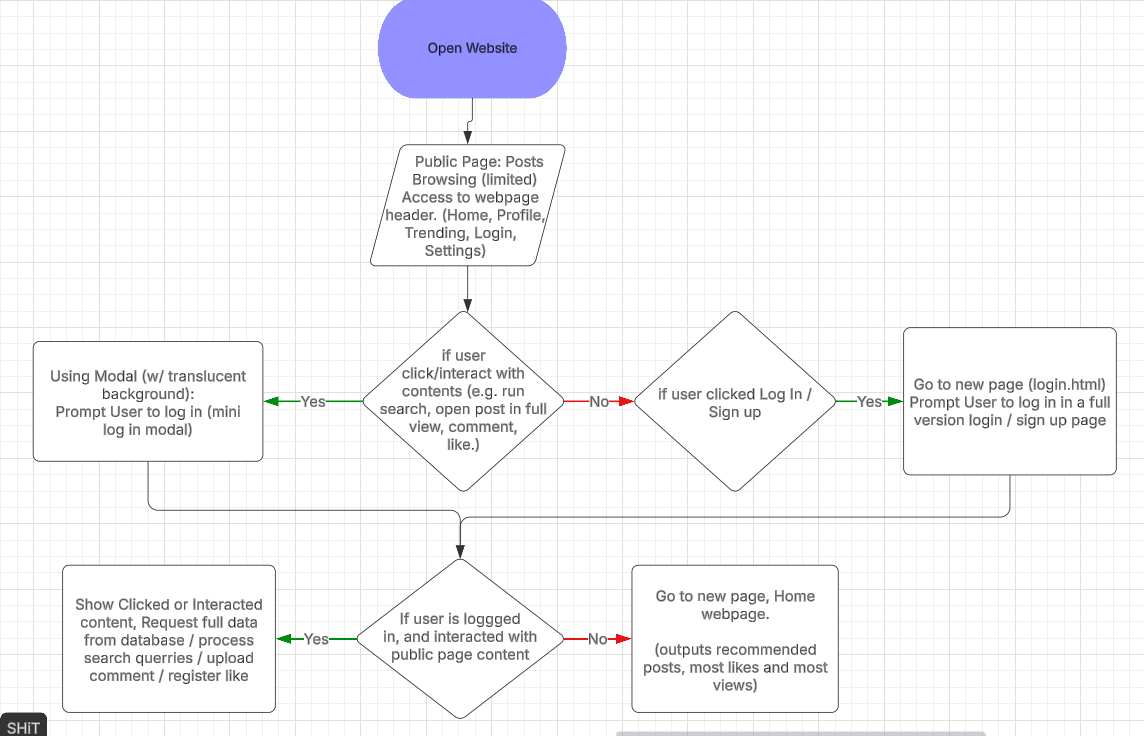 Open Website
Public Page: Posts
Browsing (limited)
Access to webpage
header. (Home, Profile,
Trending, Login,
Settings)
if user
click/interact with
contents (e.g. run
search, open post in full
view, comment,
like.)
Yes
No
Using Modal (w/ translucent
background):
Prompt User to log in (mini
log in modal)
if user clicked Log In /
Sign up
Yes
Go to new page (login.html)
Prompt User to log in in a full
version login / sign up page
If user is loggged
in, and interacted with
public page content
Yes
No
Show Clicked or Interacted
content, Request full data
from database / process
search querries / upload
comment / register like
Go to new page, Home
webpage.
(outputs recommended
posts, most likes and most
views)
SHiT